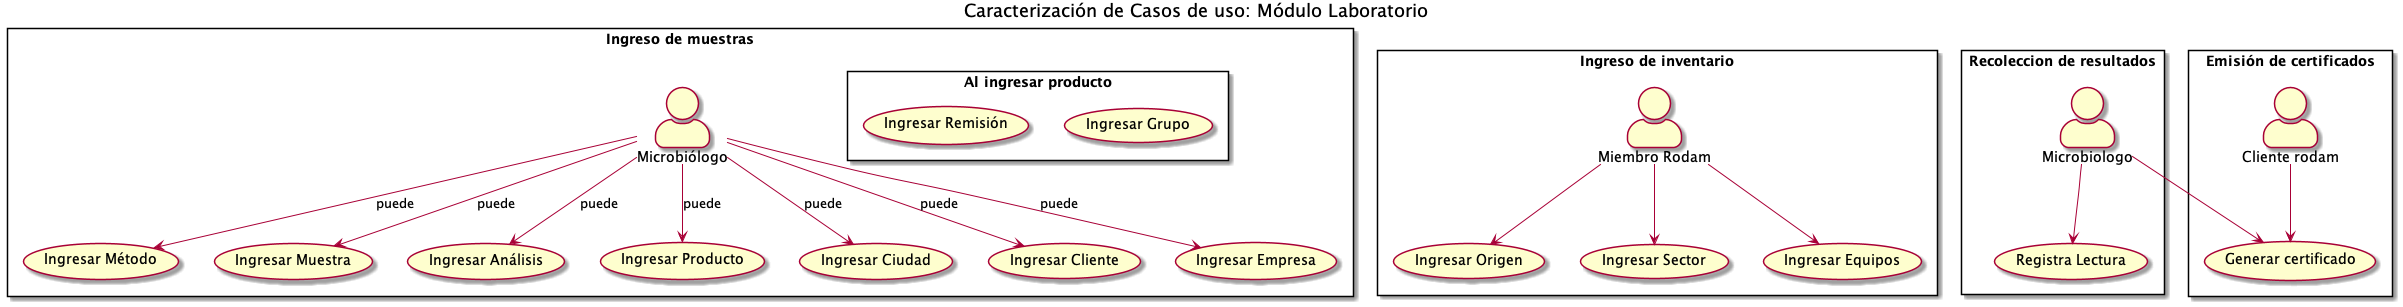 Caracterización de Casos de uso: Módulo Laboratorio
Ingreso de muestras
Al ingresar producto
Ingresar Remisión
Ingresar Grupo
Microbiólogo
puede
puede
puede
puede
puede
puede
puede
Ingresar Método
Ingresar Muestra
Ingresar Análisis
Ingresar Producto
Ingresar Ciudad
Ingresar Cliente
Ingresar Empresa
Ingreso de inventario
Miembro Rodam
Ingresar Origen
Ingresar Sector
Ingresar Equipos
Recoleccion de resultados
Microbiologo
Registra Lectura
Emisión de certificados
Cliente rodam
Generar certificado